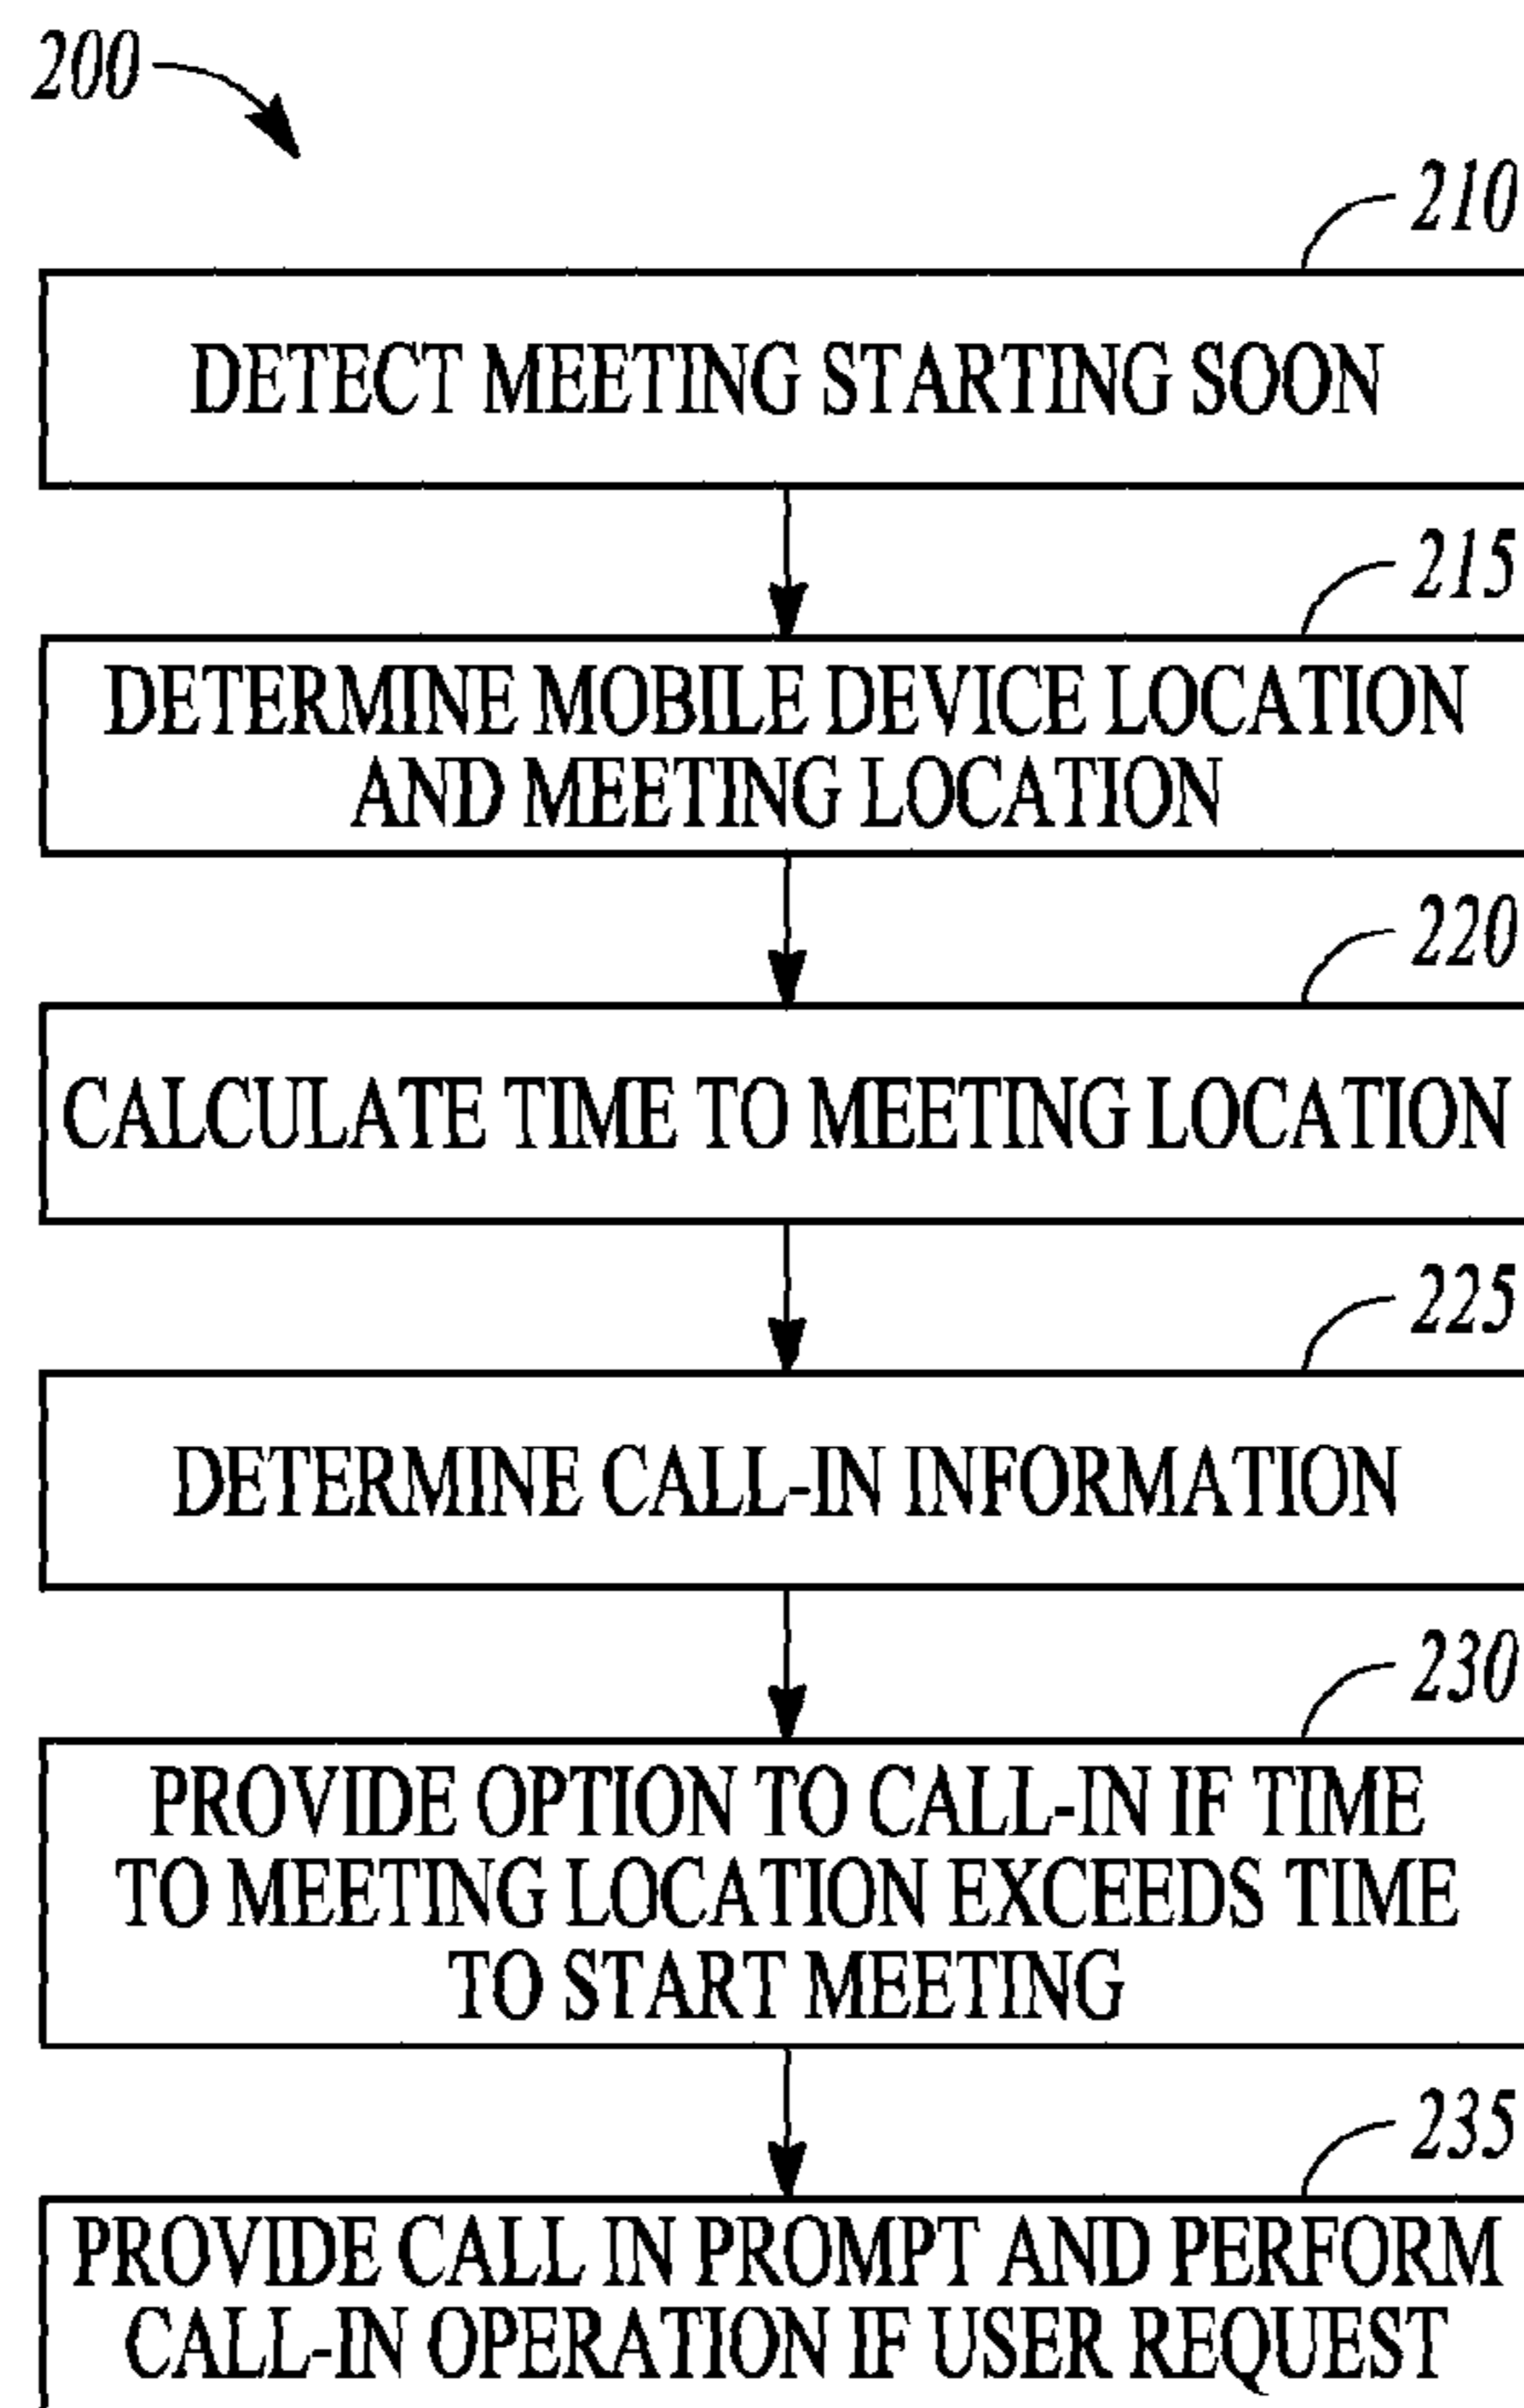 200
210
DETECT MEETING STARTING SOON
215
DETERMINE MOBILE DEVICE LOCATION
AND MEETING LOCATION
220
CALCULATE TIME TO MEETING LOCATION
225
DETERMINE CALL-IN INFORMATION
230
PROVIDE OPTION TO CALL-IN IF TIME
TO MEETING LOCATION EXCEEDS TIME
TO START MEETING
235
PROVIDE CALL IN PROMPT AND PERFORM
CALL-IN OPERATION IF USER REQUEST